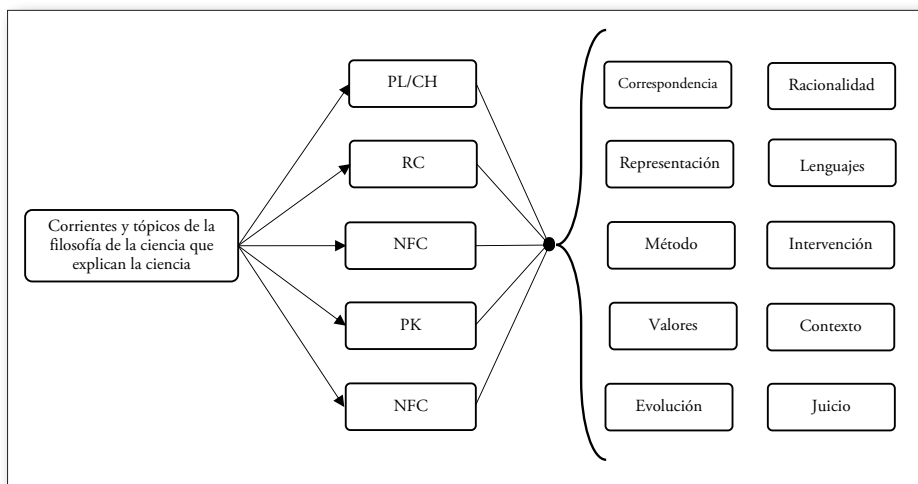 Corrientes y tópicos de la
filosofía de la ciencia que
explican la ciencia
PL/CH
RC
NFC
PK
NFC
Correspondencia
Racionalidad
Representación
Lenguajes
Método
Intervención
Valores
Contexto
Evolución
Juicio